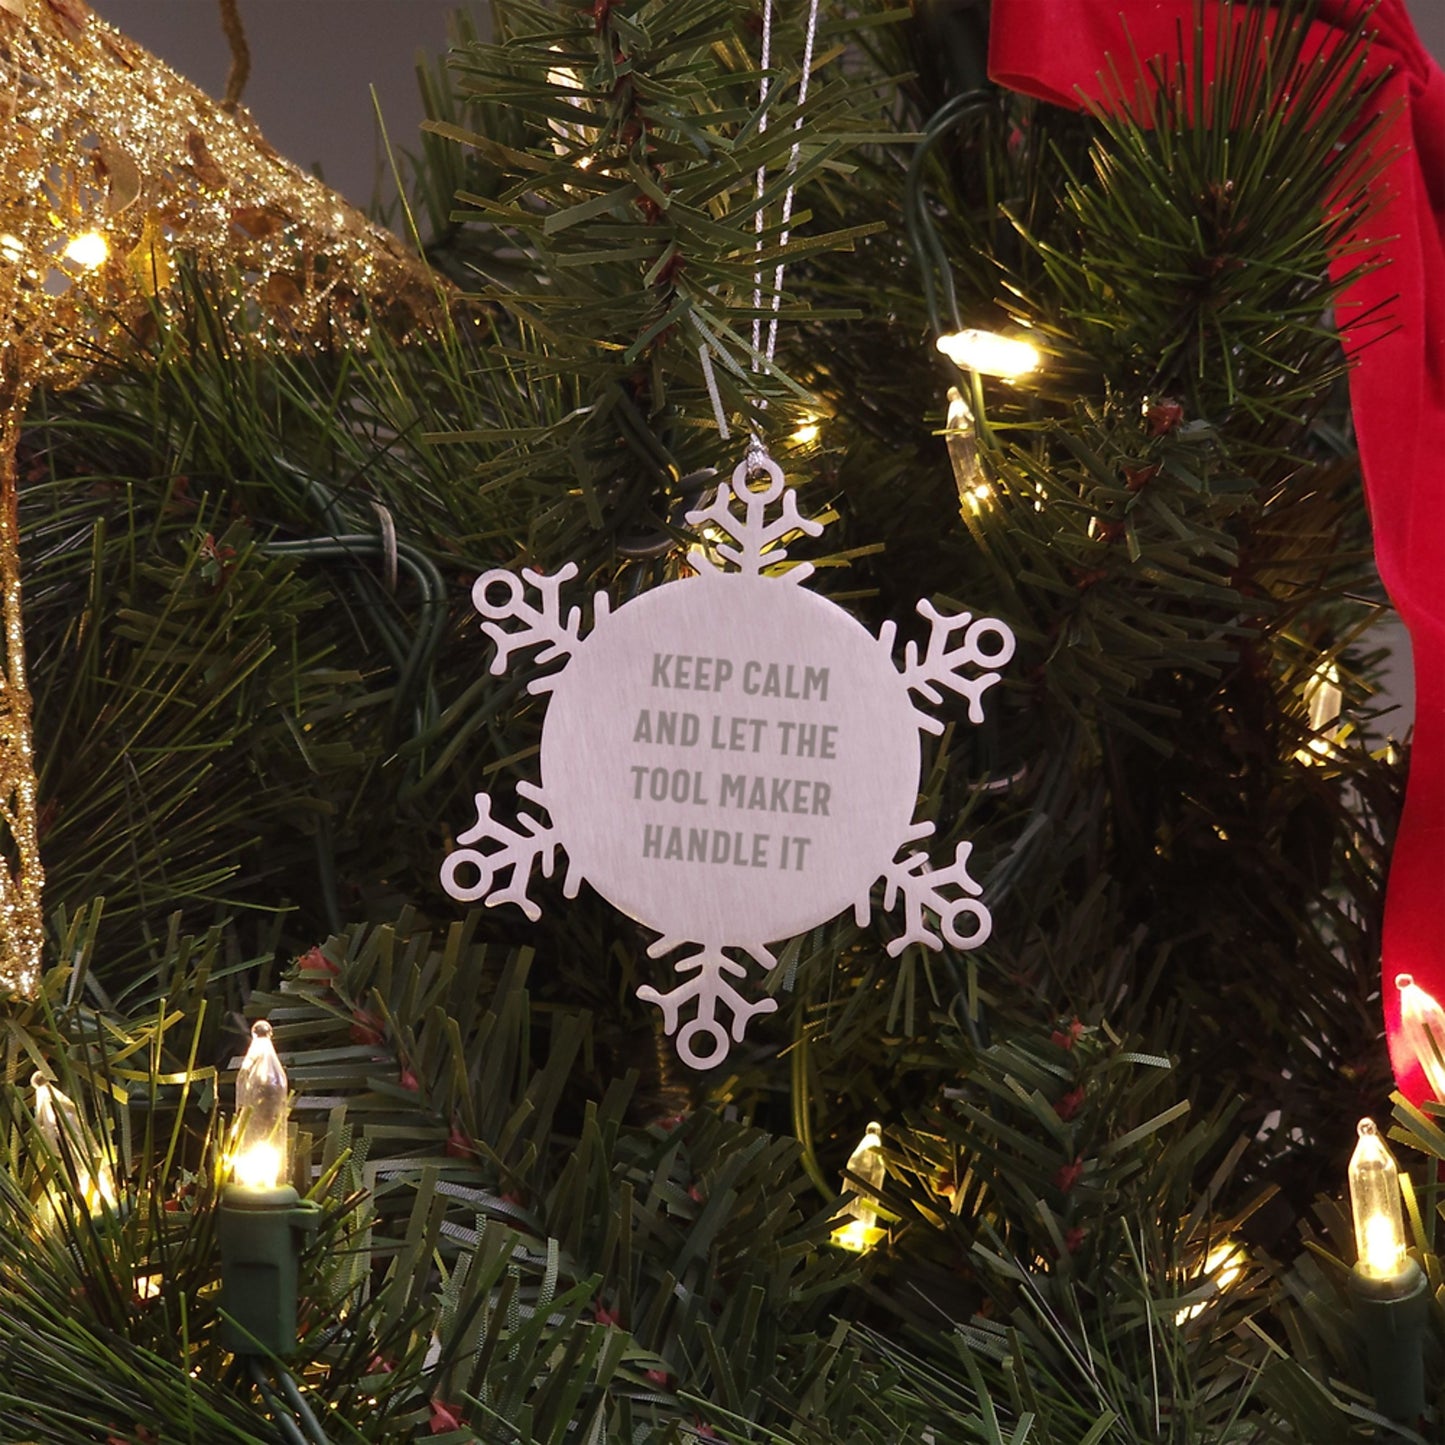 KEEP CALM
AND LET THE
TOOL MAKER
HANDLE IT